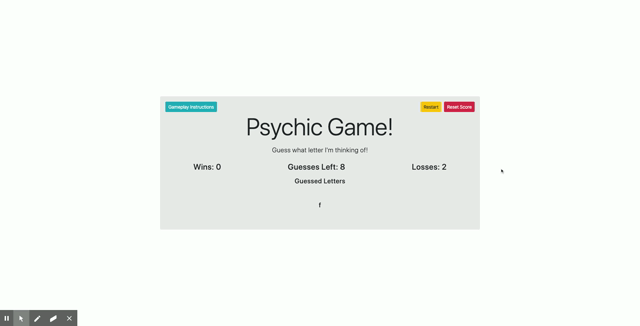 Gameplay Instructions
Restart
Reset Score
Psychic Game!
Guess what letter I'm thinking of!
Wins: 0
Guesses Left: 8
Losses: 2
Guessed Letters
f